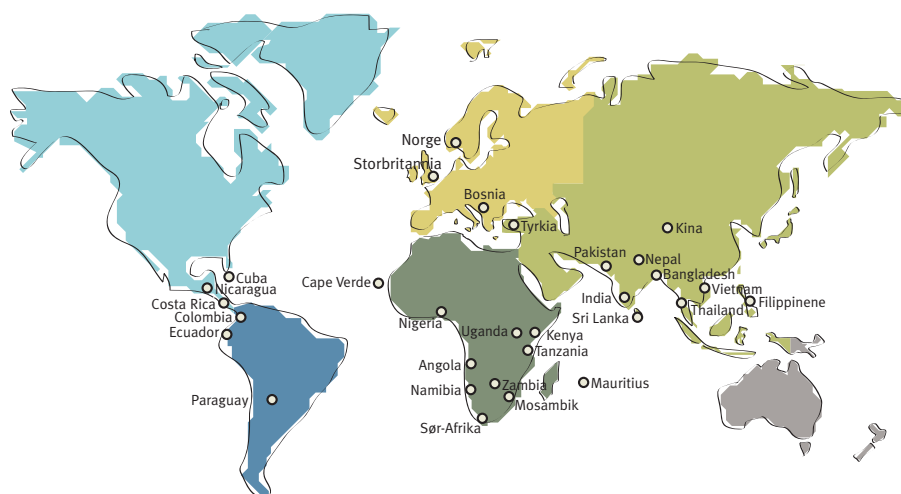 Norge
Storbritannia
Bosnia
Tyrkia
Kina
Pakistan
Nepal
Bangladesh
Cuba
Cape Verde
Nicaragua
Vietnam
India
Costa Rica
Filippinene
Thailand
Colombia
Sri Lanka
Nigeria
Ecuador
Uganda
Kenya
Tanzania
Angola
Mauritius
Zambia
Namibia
Paraguay
Mosambik
Sør-Afrika